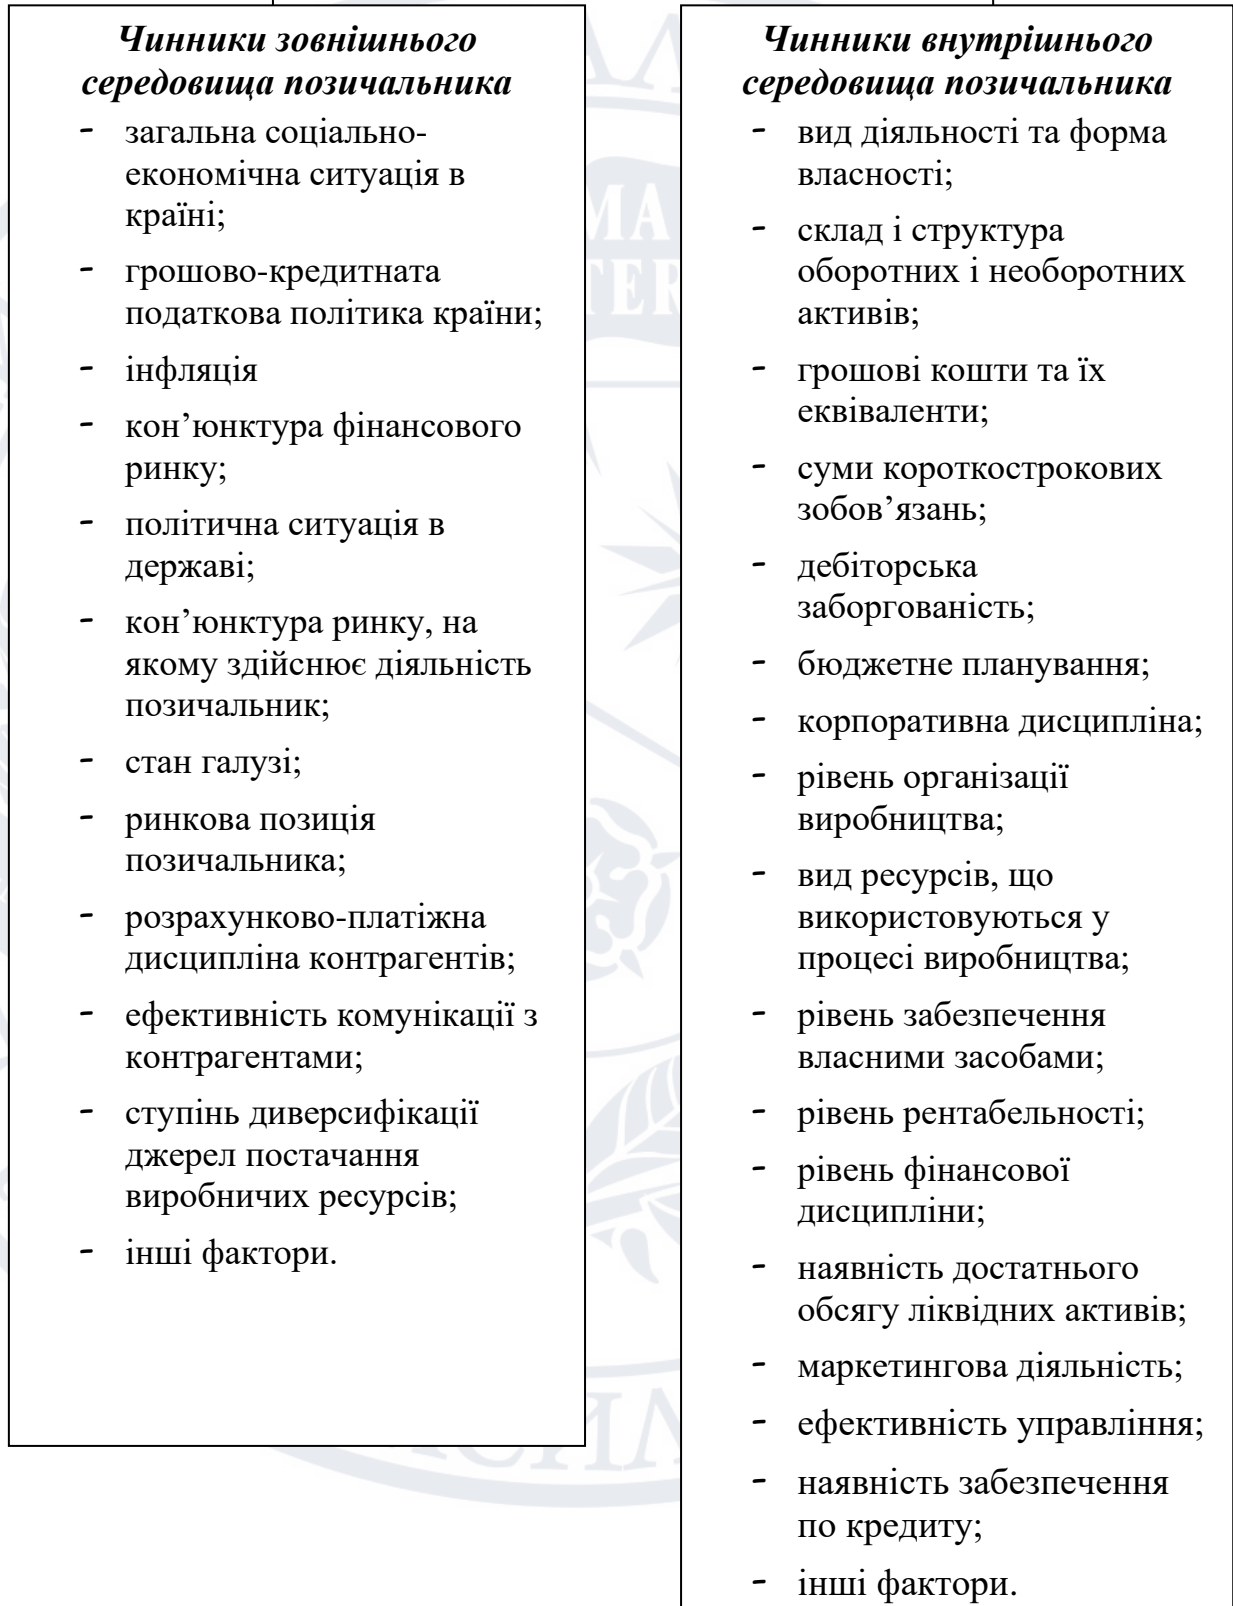 Чинники зовнішнього
середовища позичальника
- загальна соціально-
економічна ситуація в
країні;
- грошово-кредитната
податкова політика країни;
- інфляція
- кон’юнктура фінансового
ринку;
- політична ситуація в
державі;
- кон’юнктура ринку, на
якому здійснює діяльність
позичальник;
- стан галузі;
- ринкова позиція
позичальника;
- розрахунково-платіжна
дисципліна контрагентів;
- ефективність комунікації з
контрагентами;
- ступінь диверсифікації
джерел постачання
виробничих ресурсів;
- інші фактори.
Чинники внутрішнього
середовища позичальника
- вид діяльності та форма
власності;
- склад і структура
оборотних і необоротних
активів;
- грошові кошти та їх
еквіваленти;
- суми короткострокових
зобов’язань;
- дебіторська
заборгованість;
- бюджетне планування;
- корпоративна дисципліна;
- рівень організації
виробництва;
- вид ресурсів, що
використовуються у
процесі виробництва;
- рівень забезпечення
власними засобами;
- рівень рентабельності;
- рівень фінансової
дисципліни;
- наявність достатнього
обсягу ліквідних активів;
- маркетингова діяльність;
- ефективність управління;
- наявність забезпечення
по кредиту;
- інші фактори.